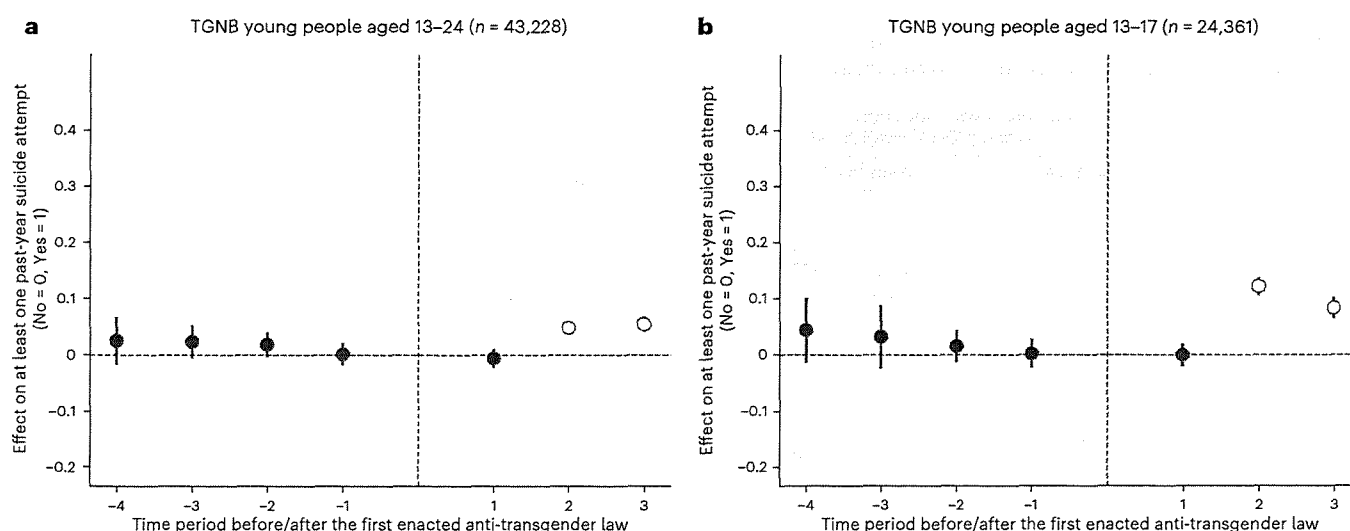 a TGNB young people aged 13–24 (n = 43,228)
Effect on at least one past-year suicide attempt
(No = 0, Yes = 1)
0.4
0.3
0.2
0.1
0
−0.1
−0.2
−4 −3 −2 −1 1 2 3
Time period before/after the first enacted anti-transgender law
b TGNB young people aged 13–17 (n = 24,361)
Effect on at least one past-year suicide attempt
(No = 0, Yes = 1)
0.4
0.3
0.2
0.1
0
−0.1
−0.2
−4 −3 −2 −1 1 2 3
Time period before/after the first enacted anti-transgender law